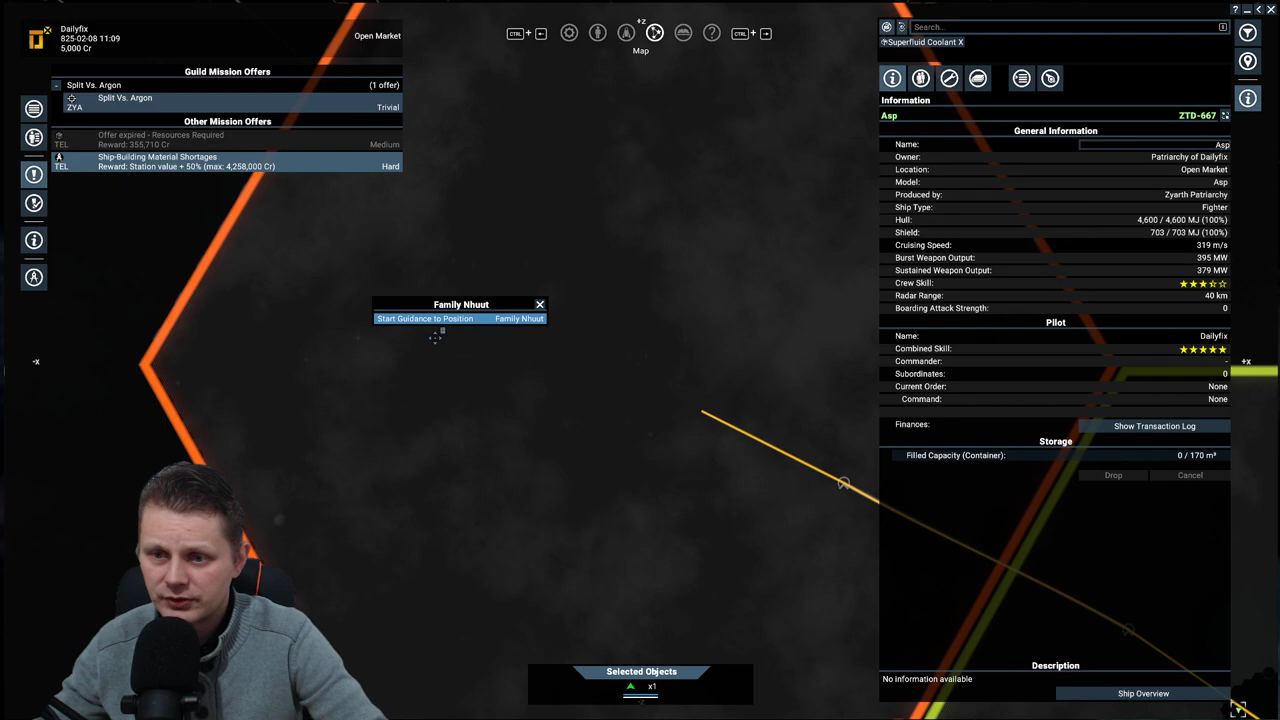 Dailyfix
825-02-08 11:09
5,000 Cr
Open Market
Guild Mission Offers
- Split Vs. Argon (1 offer)
Split Vs. Argon
ZYA Trivial
Other Mission Offers
Offer expired - Resources Required
TEL Reward: 355,710 Cr Medium
Ship-Building Material Shortages
TEL Reward: Station value + 50% (max: 4,258,000 Cr) Hard
+z
CTRL + CTRL +
Map
-x
+x
Family Nhuut X
Start Guidance to Position Family Nhuut
Selected Objects
x1
-z
Search...
Superfluid Coolant X
Information
Asp ZTD-667
General Information
Name: Asp
Owner: Patriarchy of Dailyfix
Location: Open Market
Model: Asp
Produced by: Zyarth Patriarchy
Ship Type: Fighter
Hull: 4,600 / 4,600 MJ (100%)
Shield: 703 / 703 MJ (100%)
Cruising Speed: 319 m/s
Burst Weapon Output: 395 MW
Sustained Weapon Output: 379 MW
Crew Skill: ★★★☆☆
Radar Range: 40 km
Boarding Attack Strength: 0
Pilot
Name: Dailyfix
Combined Skill: ★★★★★
Commander: -
Subordinates: 0
Current Order: None
Command: None
Finances: Show Transaction Log
Storage
Filled Capacity (Container): 0 / 170 m³
Drop Cancel
Description
No information available
Ship Overview